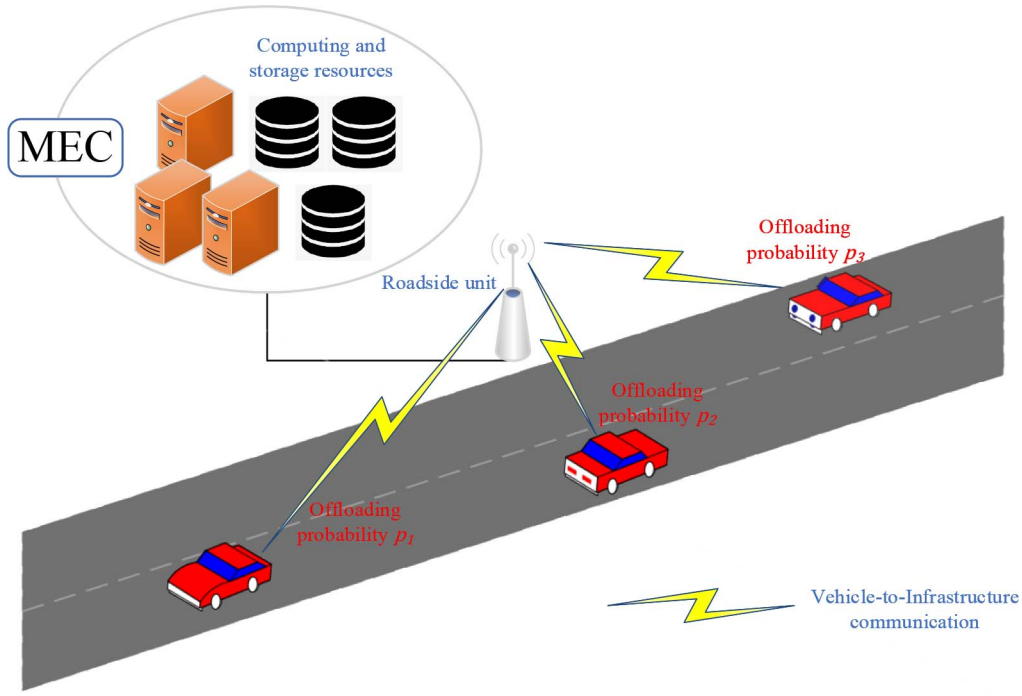 Computing and
storage resources
MEC
Roadside unit
Offloading
probability p3
Offloading
probability p2
Offloading
probability p1
Vehicle-to-Infrastructure
communication